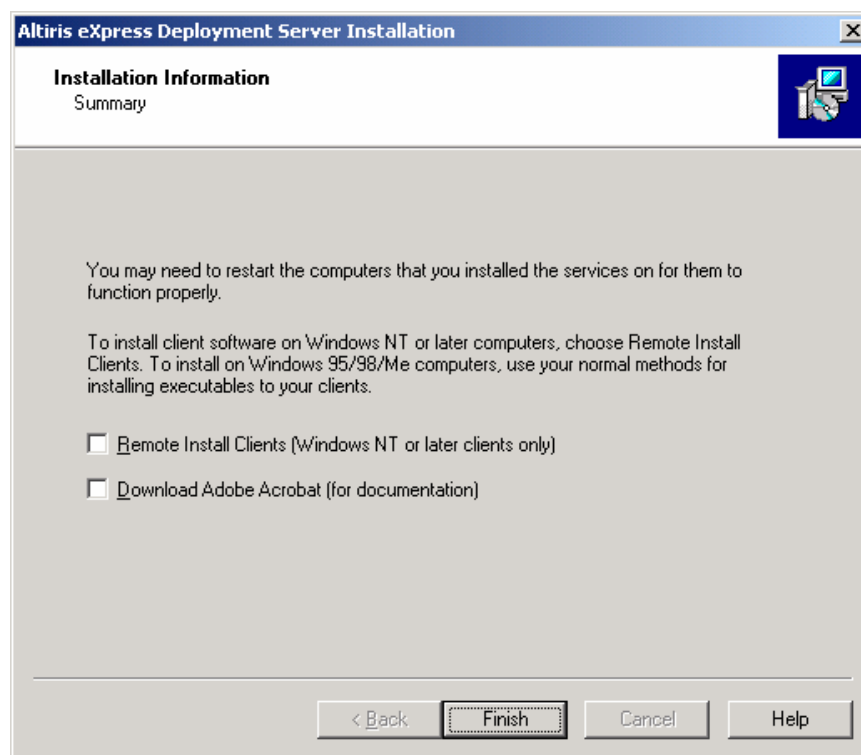 Altiris eXpress Deployment Server Installation
Installation Information
Summary
You may need to restart the computers that you installed the services on for them to
function properly.
To install client software on Windows NT or later computers, choose Remote Install
Clients. To install on Windows 95/98/Me computers, use your normal methods for
installing executables to your clients.
Remote Install Clients (Windows NT or later clients only)
Download Adobe Acrobat (for documentation)
< Back Finish Cancel Help